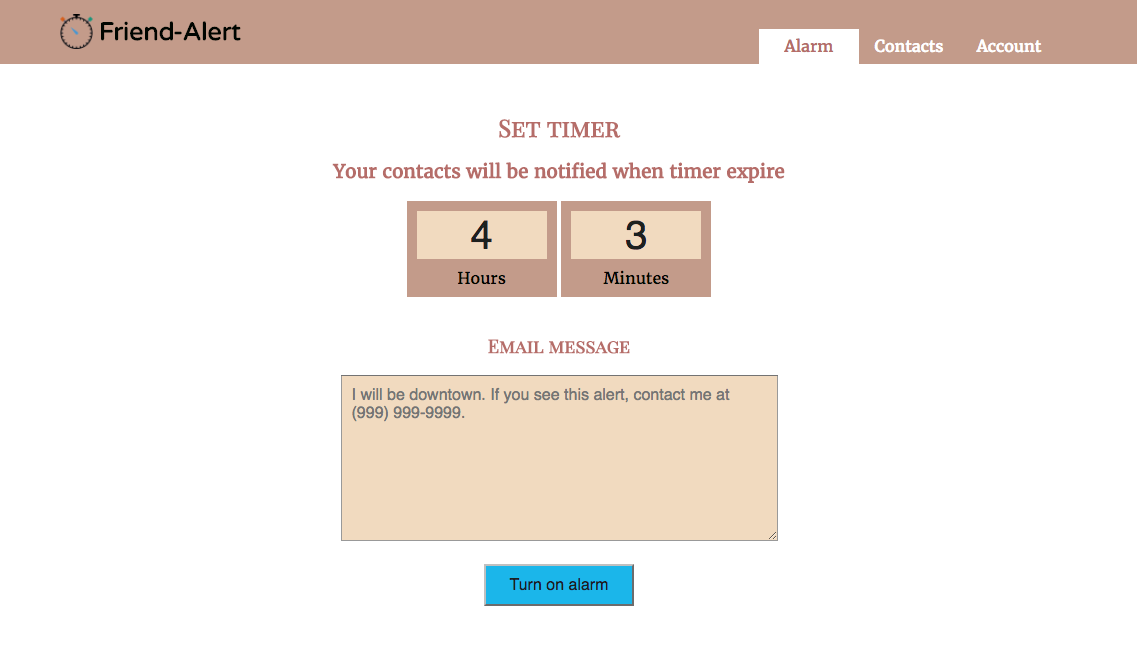 Friend-Alert
Alarm
Contacts
Account
Set timer
Your contacts will be notified when timer expire
4
3
Hours
Minutes
Email message
I will be downtown. If you see this alert, contact me at
(999) 999-9999.
Turn on alarm